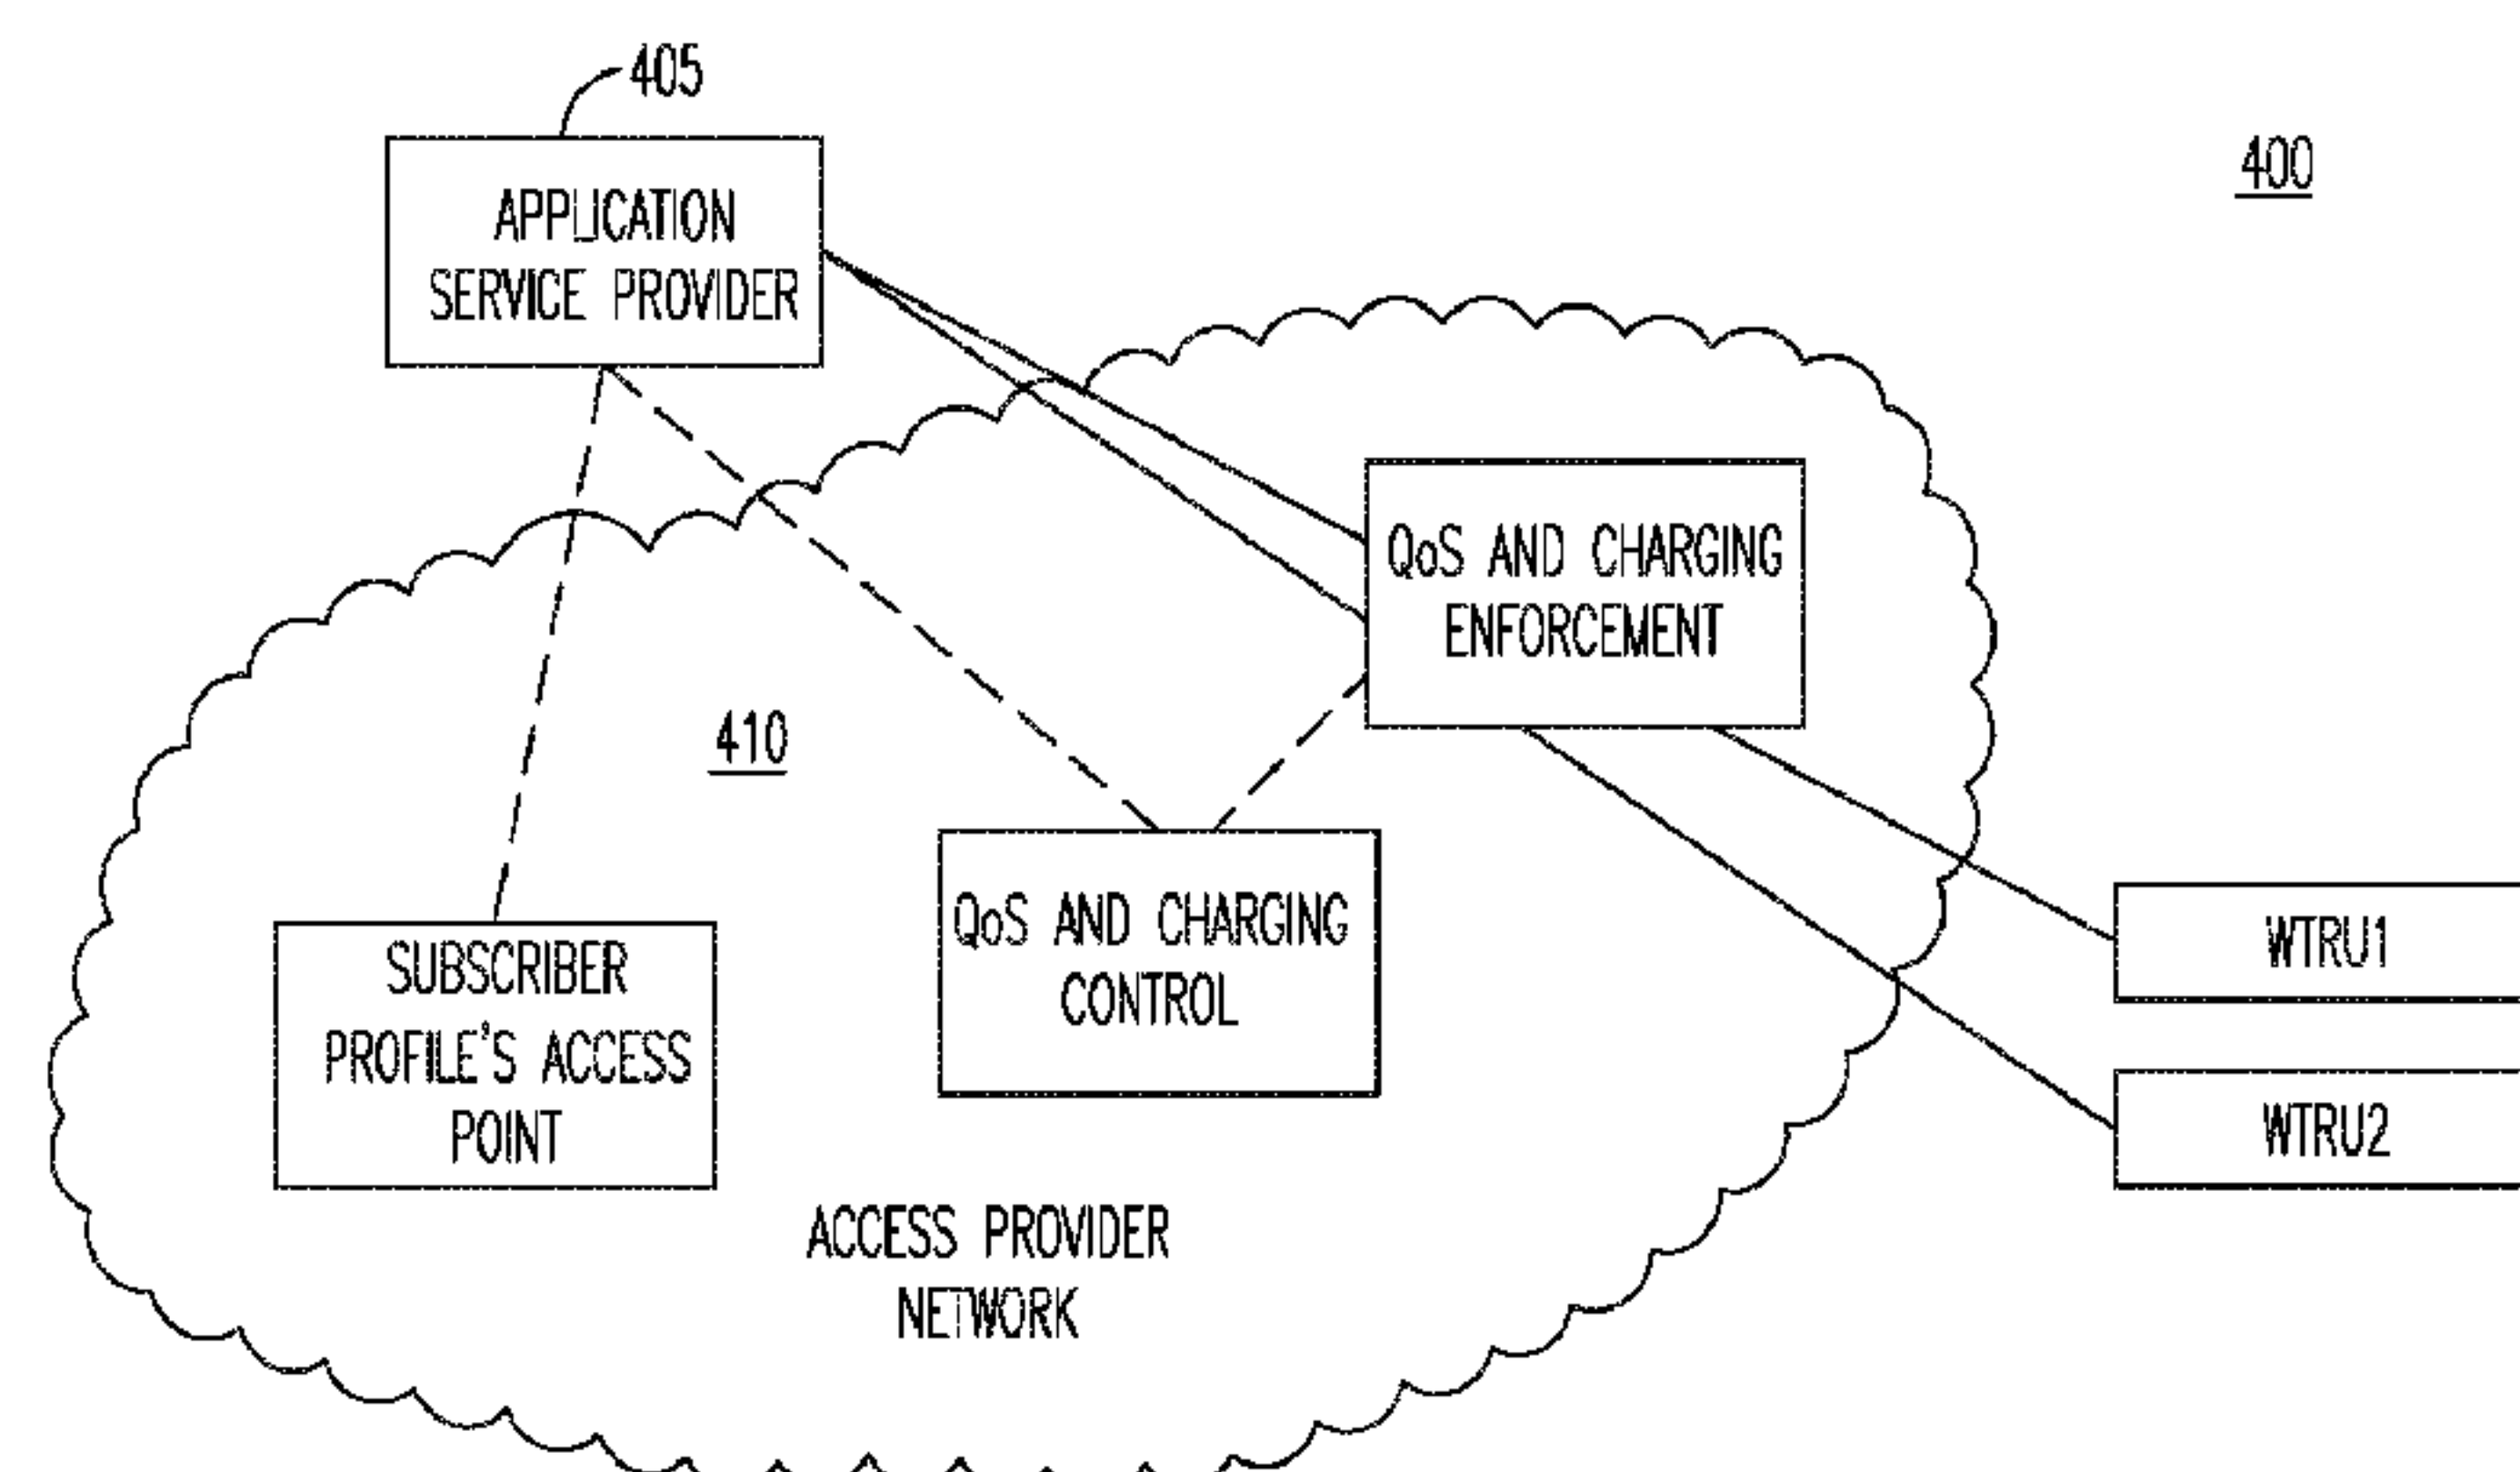 405
400
APPLICATION
SERVICE PROVIDER
QoS AND CHARGING
ENFORCEMENT
410
QoS AND CHARGING
CONTROL
SUBSCRIBER
PROFILE'S ACCESS
POINT
WTRU1
WTRU2
ACCESS PROVIDER
NETWORK